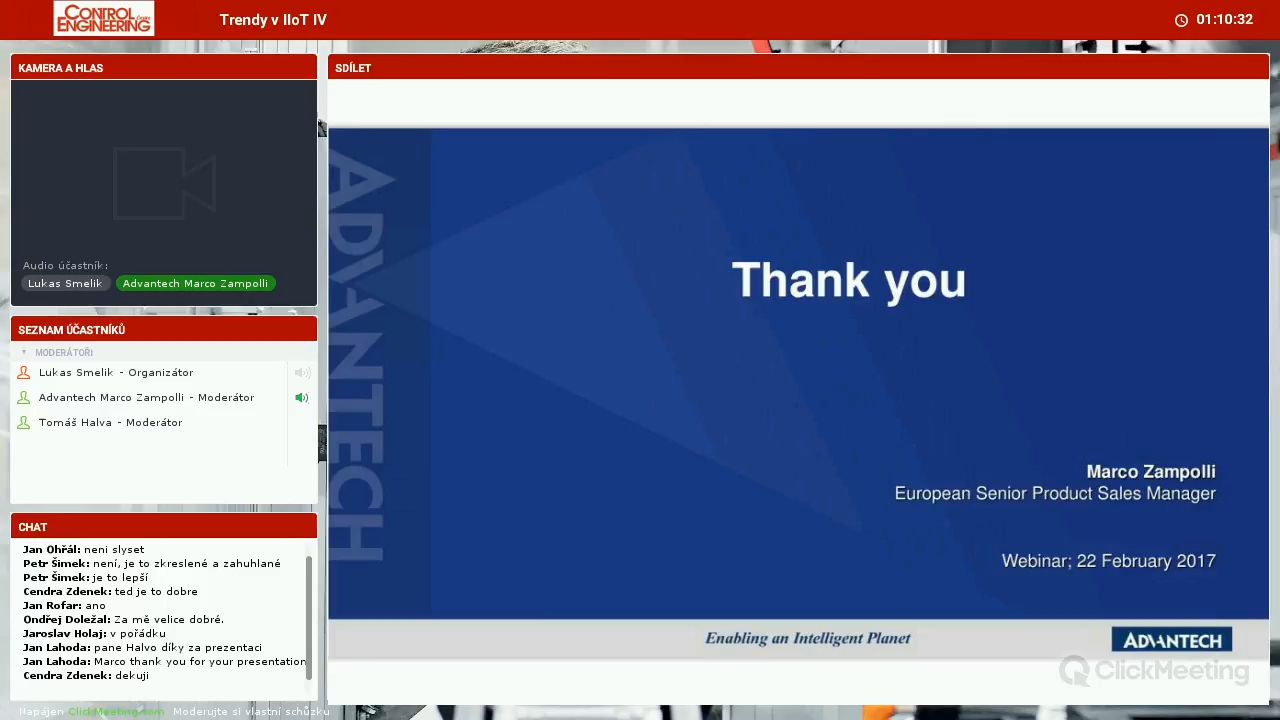 CONTROL
ENGINEERING
Česko
Trendy v IIoT IV
01:10:32
KAMERA A HLAS
Audio účastník:
Lukas Smelik
Advantech Marco Zampolli
SEZNAM ÚČASTNÍKŮ
MODERÁTOŘI
Lukas Smelik - Organizátor
Advantech Marco Zampolli - Moderátor
Tomáš Halva - Moderátor
CHAT
Jan Ohřál: neni slyset
Petr Šimek: není, je to zkreslené a zahuhlané
Petr Šimek: je to lepší
Cendra Zdenek: ted je to dobre
Jan Rofar: ano
Ondřej Doležal: Za mě velice dobré.
Jaroslav Holaj: v pořádku
Jan Lahoda: pane Halvo díky za prezentaci
Jan Lahoda: Marco thank you for your presentation
Cendra Zdenek: dekuji
Napájen ClickMeeting.com Moderujte si vlastní schůzku
SDÍLET
ADVANTECH
Thank you
Marco Zampolli
European Senior Product Sales Manager
Webinar; 22 February 2017
Enabling an Intelligent Planet
ADVANTECH
ClickMeeting